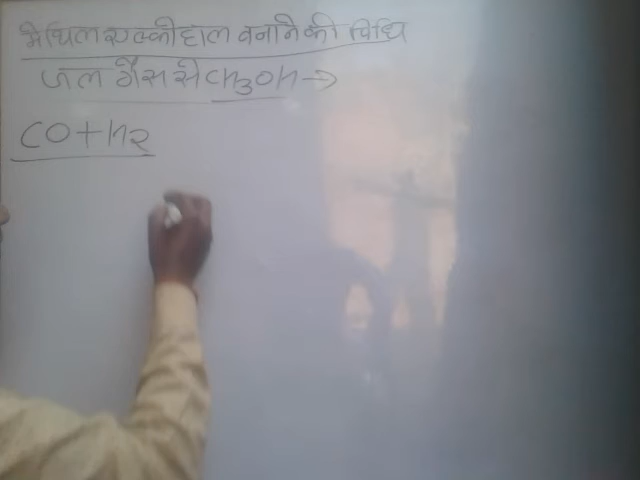 मेथिल एल्कोहाल बनाने की विधि
जल गैस से CH3OH →
CO+H2